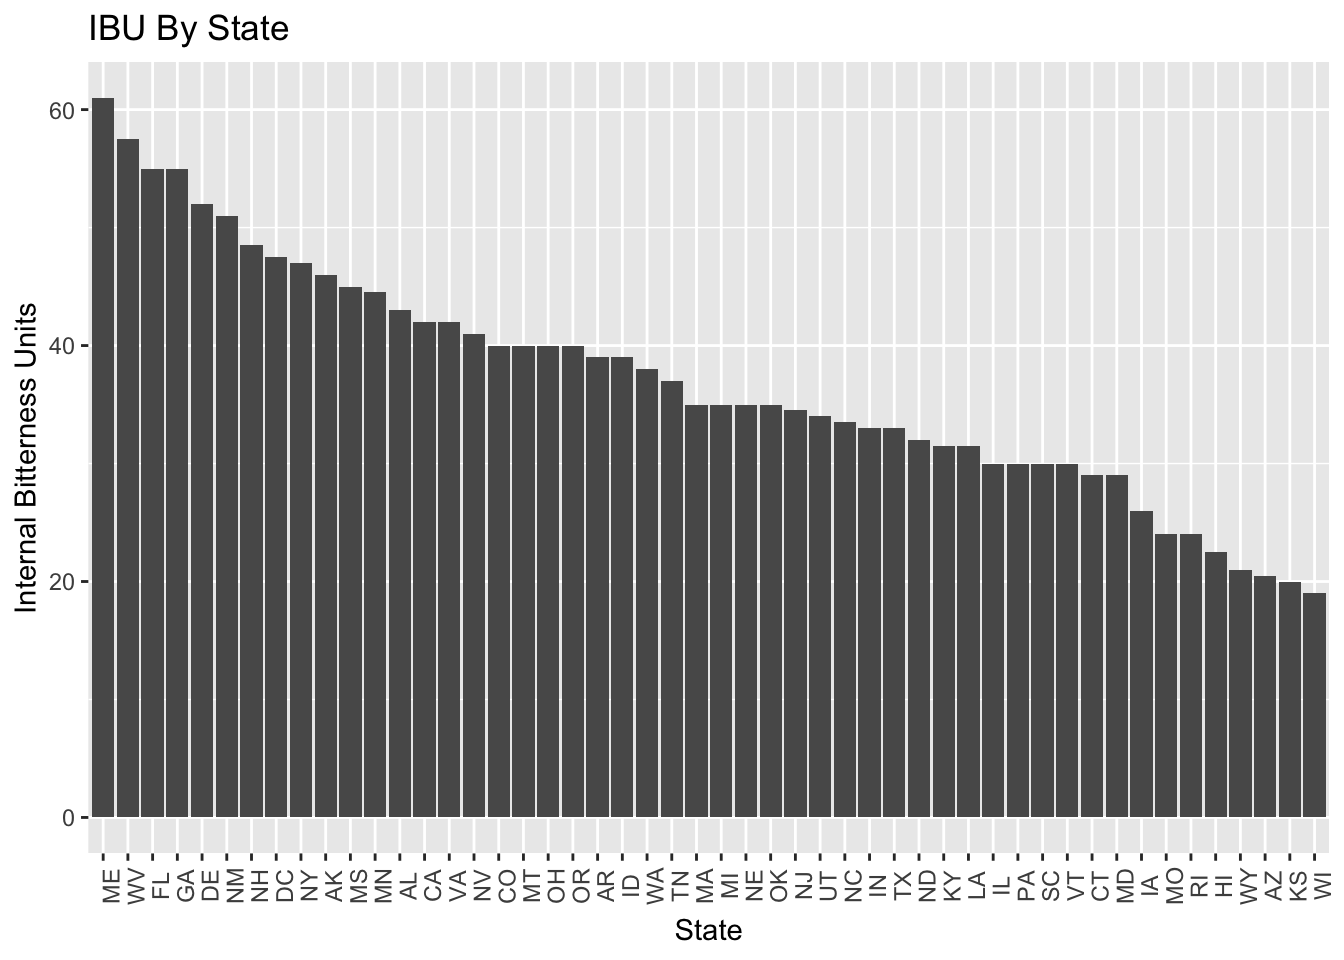 IBU By State
Internal Bitterness Units
60
40
20
0
ME WV FL GA DE NM NH DC NY AK MS MN AL CA VA NV CO MT OH OR AR ID WA TN MA MI NE OK NJ UT NC IN TX ND KY LA IL PA SC VT CT MD IA MO RI HI WY AZ KS WI
State